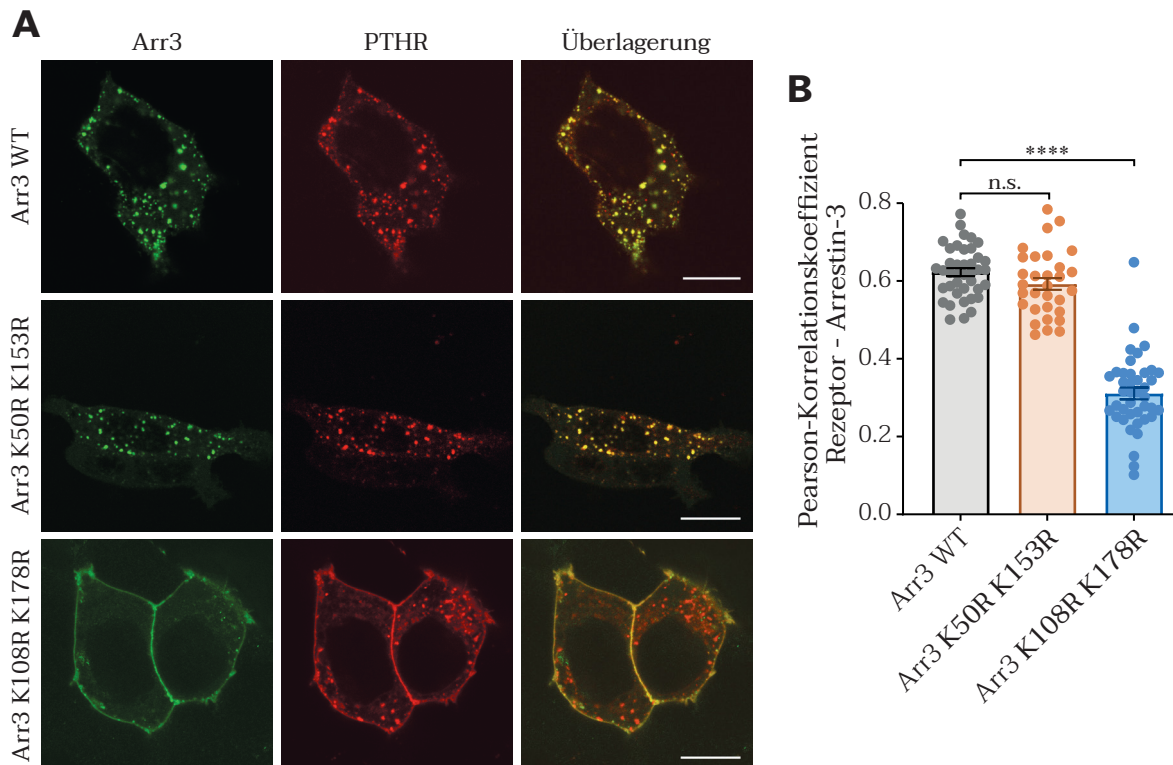 A
Arr3
PTHR
Überlagerung
Arr3 WT
Arr3 K50R K153R
Arr3 K108R K178R
B
****
n.s.
Pearson-Korrelationskoeffizient
Rezeptor - Arrestin-3
0.8
0.6
0.4
0.2
0.0
Arr3 WT
Arr3 K50R K153R
Arr3 K108R K178R